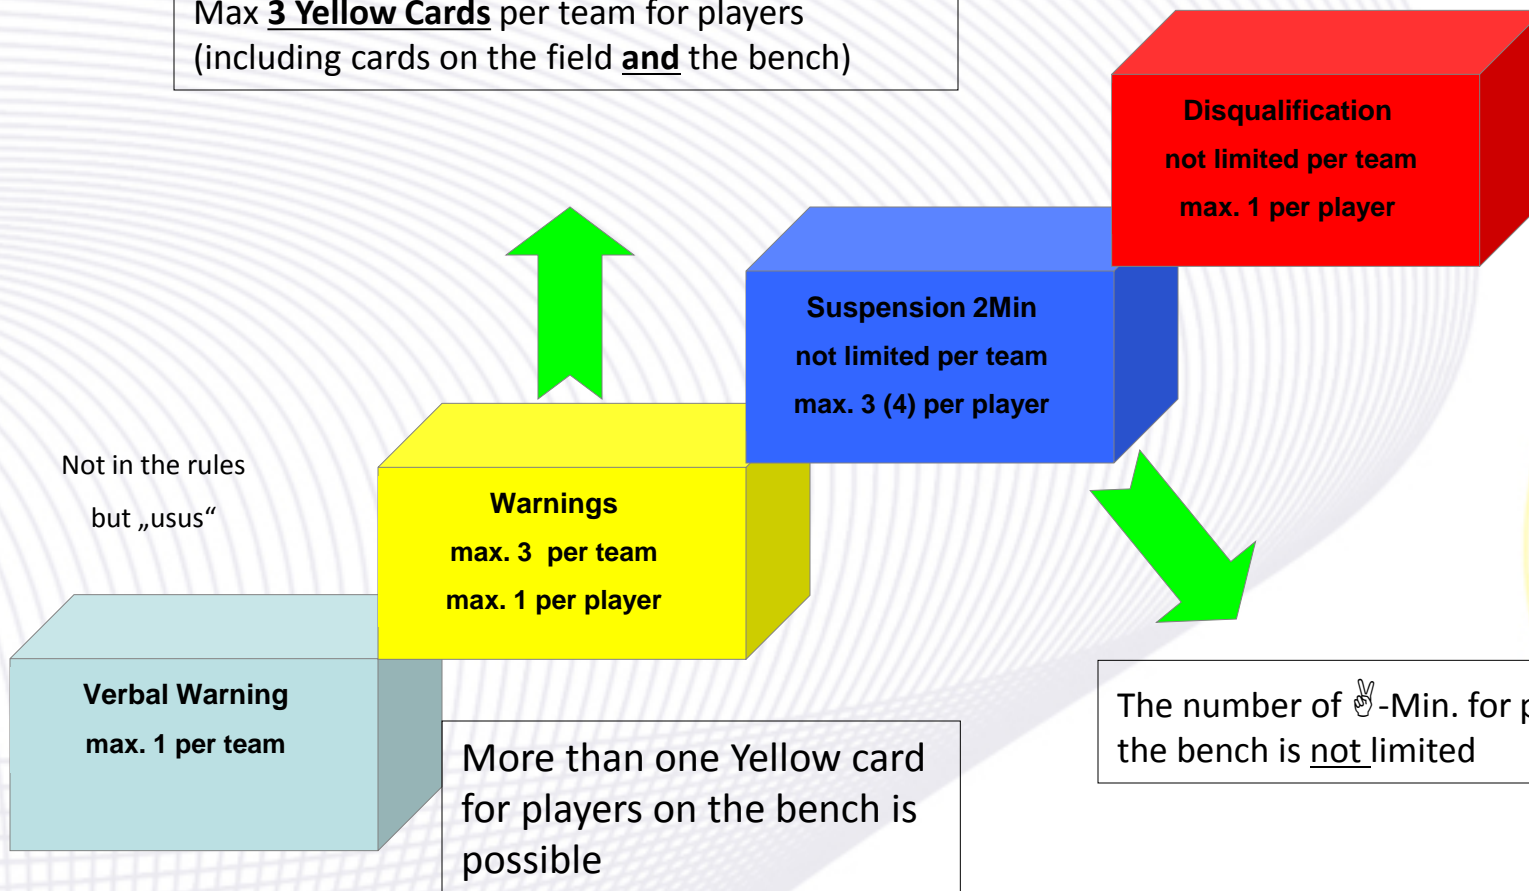 Max 3 Yellow Cards per team for players
(including cards on the field and the bench)
Disqualification
not limited per team
max. 1 per player
Suspension 2Min
not limited per team
max. 3 (4) per player
Not in the rules
but „usus“
Warnings
max. 3 per team
max. 1 per player
Verbal Warning
max. 1 per team
More than one Yellow card
for players on the bench is
possible
The number of ✌-Min. for
the bench is not limited